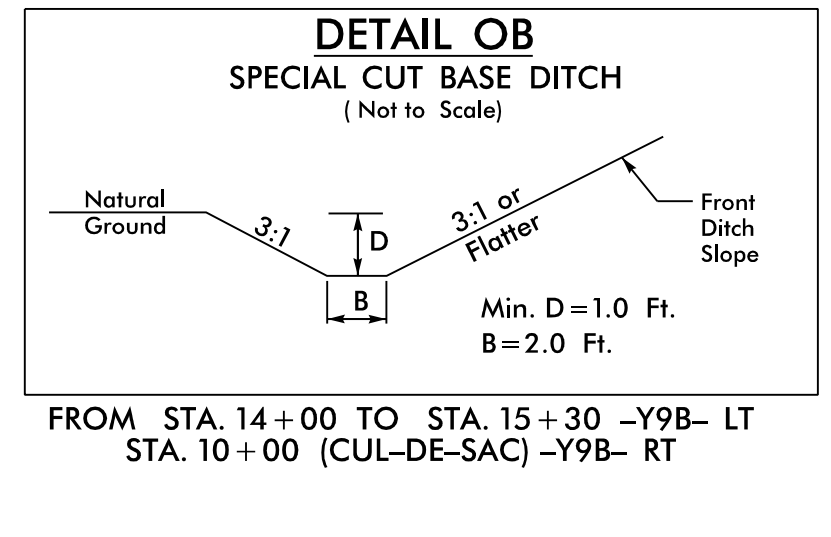 DETAIL OB
SPECIAL CUT BASE DITCH
( Not to Scale)
Natural
Ground
3:1
D
B
3:1 or
Flatter
Front
Ditch
Slope
Min. D=1.0 Ft.
B=2.0 Ft.
FROM STA. 14+00 TO STA. 15+30 –Y9B– LT
STA. 10+00 (CUL–DE–SAC) –Y9B– RT